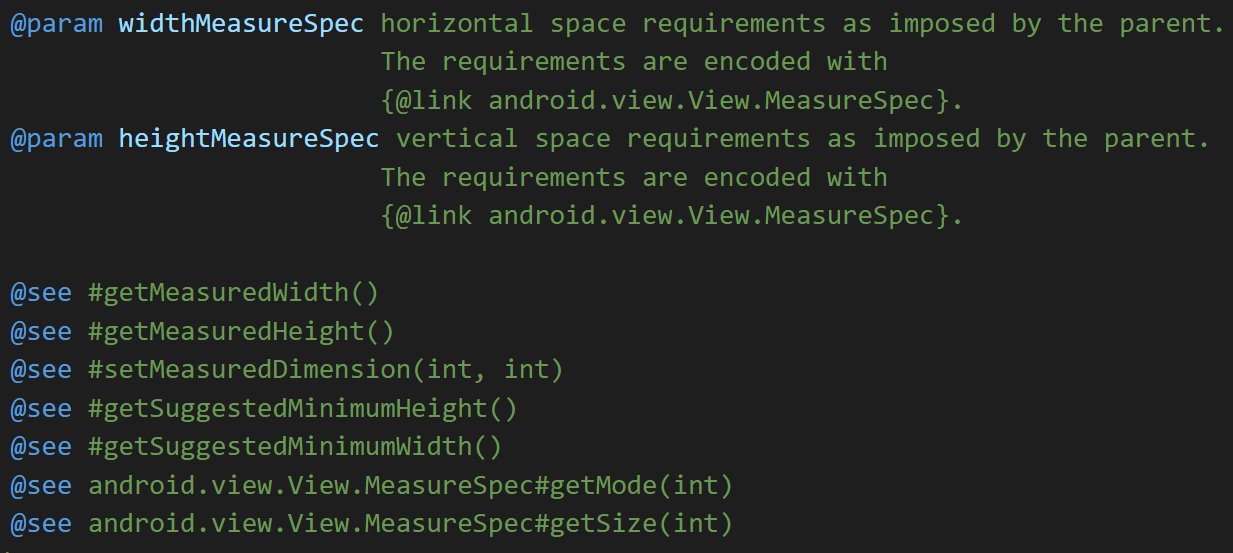 @param widthMeasureSpec horizontal space requirements as imposed by the parent.
The requirements are encoded with
{@link android.view.View.MeasureSpec}.
@param heightMeasureSpec vertical space requirements as imposed by the parent.
The requirements are encoded with
{@link android.view.View.MeasureSpec}.
@see #getMeasuredWidth()
@see #getMeasuredHeight()
@see #setMeasuredDimension(int, int)
@see #getSuggestedMinimumHeight()
@see #getSuggestedMinimumWidth()
@see android.view.View.MeasureSpec#getMode(int)
@see android.view.View.MeasureSpec#getSize(int)